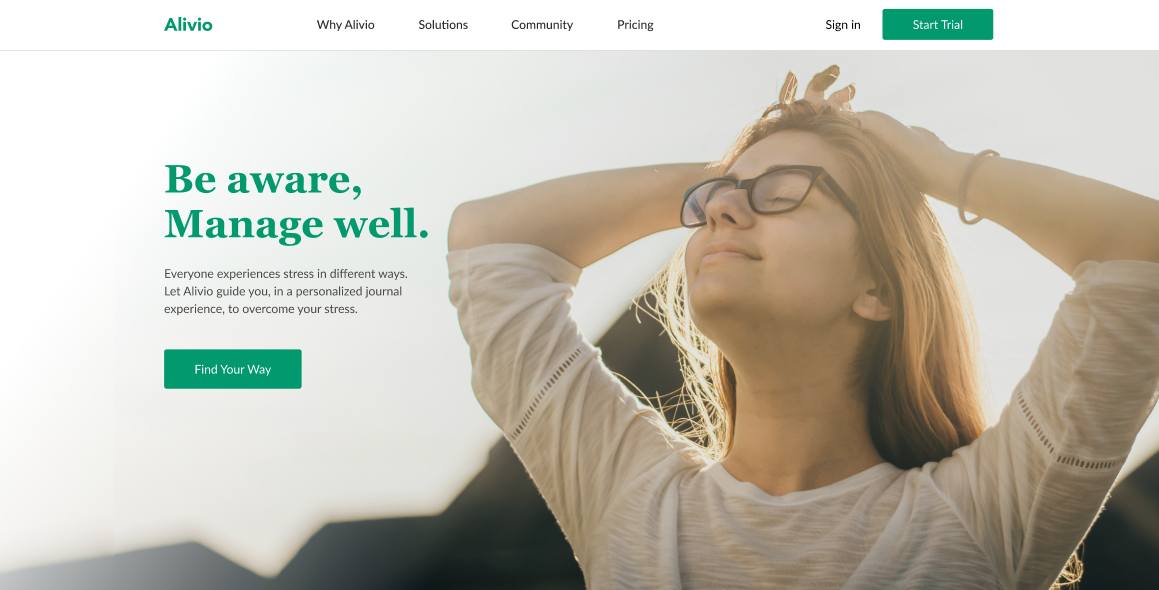 Alivio
Why Alivio
Solutions
Community
Pricing
Sign in
Start Trial
Be aware,
Manage well.
Everyone experiences stress in different ways.
Let Alivio guide you, in a personalized journal
experience, to overcome your stress.
Find Your Way